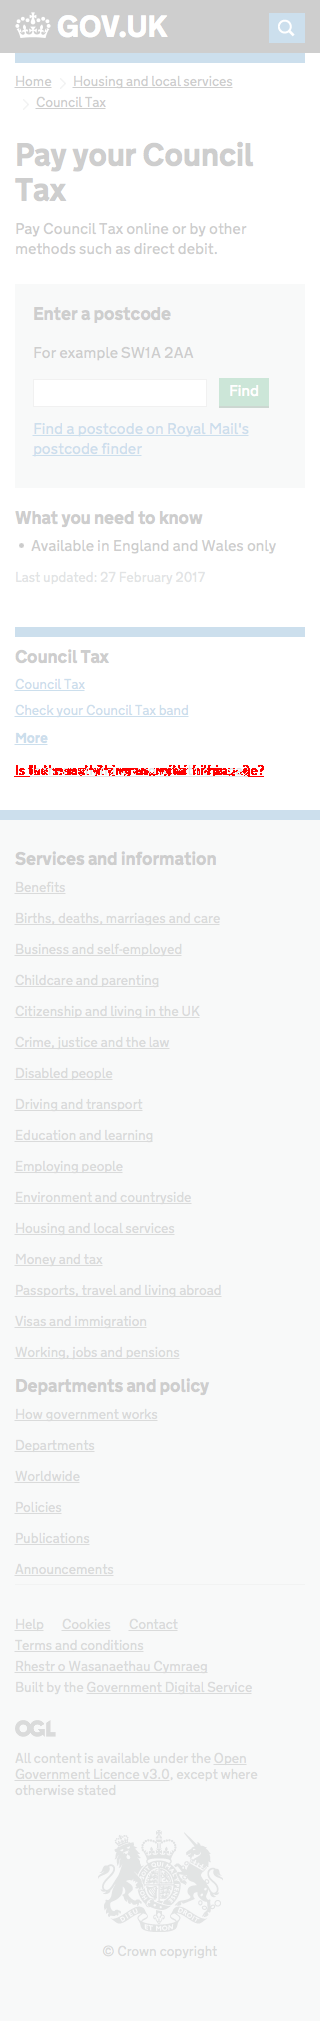 GOV.UK
Home Housing and local services
Council Tax
Pay your Council
Tax
Pay Council Tax online or by other
methods such as direct debit.
Enter a postcode
For example SW1A 2AA
Find
Find a postcode on Royal Mail's
postcode finder
What you need to know
• Available in England and Wales only
Last updated: 27 February 2017
Council Tax
Council Tax
Check your Council Tax band
More
Services and information
Benefits
Births, deaths, marriages and care
Business and self-employed
Childcare and parenting
Citizenship and living in the UK
Crime, justice and the law
Disabled people
Driving and transport
Education and learning
Employing people
Environment and countryside
Housing and local services
Money and tax
Passports, travel and living abroad
Visas and immigration
Working, jobs and pensions
Departments and policy
How government works
Departments
Worldwide
Policies
Publications
Announcements
Help Cookies Contact
Terms and conditions
Rhestr o Wasanaethau Cymraeg
Built by the Government Digital Service
OGL
All content is available under the Open
Government Licence v3.0, except where
otherwise stated
© Crown copyright